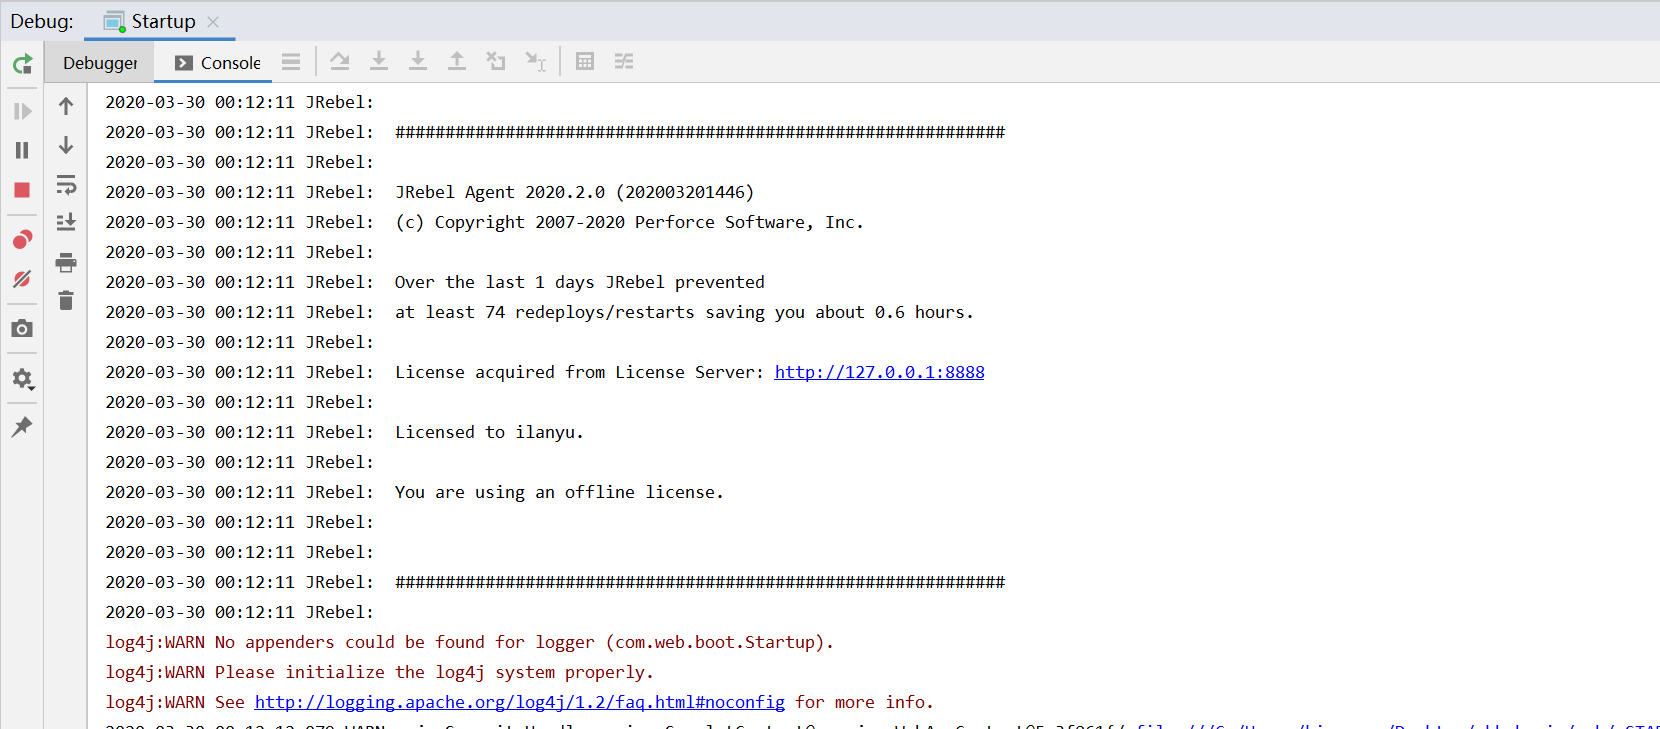 Debug: Startup
Debugger Console
2020-03-30 00:12:11 JRebel:
2020-03-30 00:12:11 JRebel: #############################################################
2020-03-30 00:12:11 JRebel:
2020-03-30 00:12:11 JRebel: JRebel Agent 2020.2.0 (202003201446)
2020-03-30 00:12:11 JRebel: (c) Copyright 2007-2020 Perforce Software, Inc.
2020-03-30 00:12:11 JRebel:
2020-03-30 00:12:11 JRebel: Over the last 1 days JRebel prevented
2020-03-30 00:12:11 JRebel: at least 74 redeploys/restarts saving you about 0.6 hours.
2020-03-30 00:12:11 JRebel:
2020-03-30 00:12:11 JRebel: License acquired from License Server: http://127.0.0.1:8888
2020-03-30 00:12:11 JRebel:
2020-03-30 00:12:11 JRebel: Licensed to ilanyu.
2020-03-30 00:12:11 JRebel:
2020-03-30 00:12:11 JRebel: You are using an offline license.
2020-03-30 00:12:11 JRebel:
2020-03-30 00:12:11 JRebel:
2020-03-30 00:12:11 JRebel: #############################################################
2020-03-30 00:12:11 JRebel:
log4j:WARN No appenders could be found for logger (com.web.boot.Startup).
log4j:WARN Please initialize the log4j system properly.
log4j:WARN See http://logging.apache.org/log4j/1.2/faq.html#noconfig for more info.